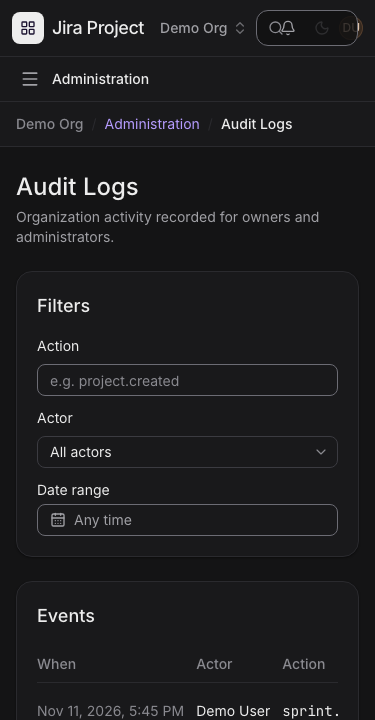 Jira Project Demo Org DU
Administration
Demo Org / Administration / Audit Logs
Audit Logs
Organization activity recorded for owners and
administrators.
Filters
Action
e.g. project.created
Actor
All actors
Date range
Any time
Events
When Actor Action
Nov 11, 2026, 5:45 PM Demo User sprint.